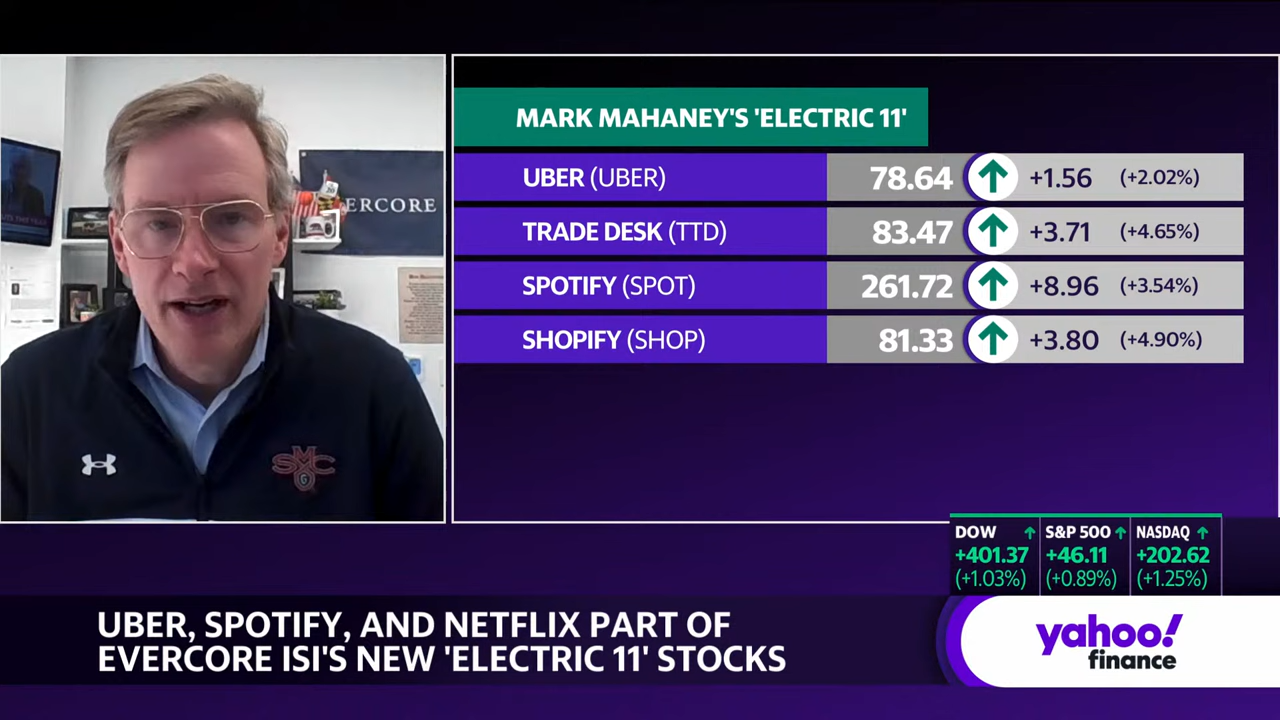 ERCORE
SMC
MARK MAHANEY'S 'ELECTRIC 11'
UBER (UBER) 78.64 +1.56 (+2.02%)
TRADE DESK (TTD) 83.47 +3.71 (+4.65%)
SPOTIFY (SPOT) 261.72 +8.96 (+3.54%)
SHOPIFY (SHOP) 81.33 +3.80 (+4.90%)
DOW S&P 500 NASDAQ
+401.37 +46.11 +202.62
(+1.03%) (+0.89%) (+1.25%)
UBER, SPOTIFY, AND NETFLIX PART OF
EVERCORE ISI'S NEW 'ELECTRIC 11' STOCKS
yahoo!
finance